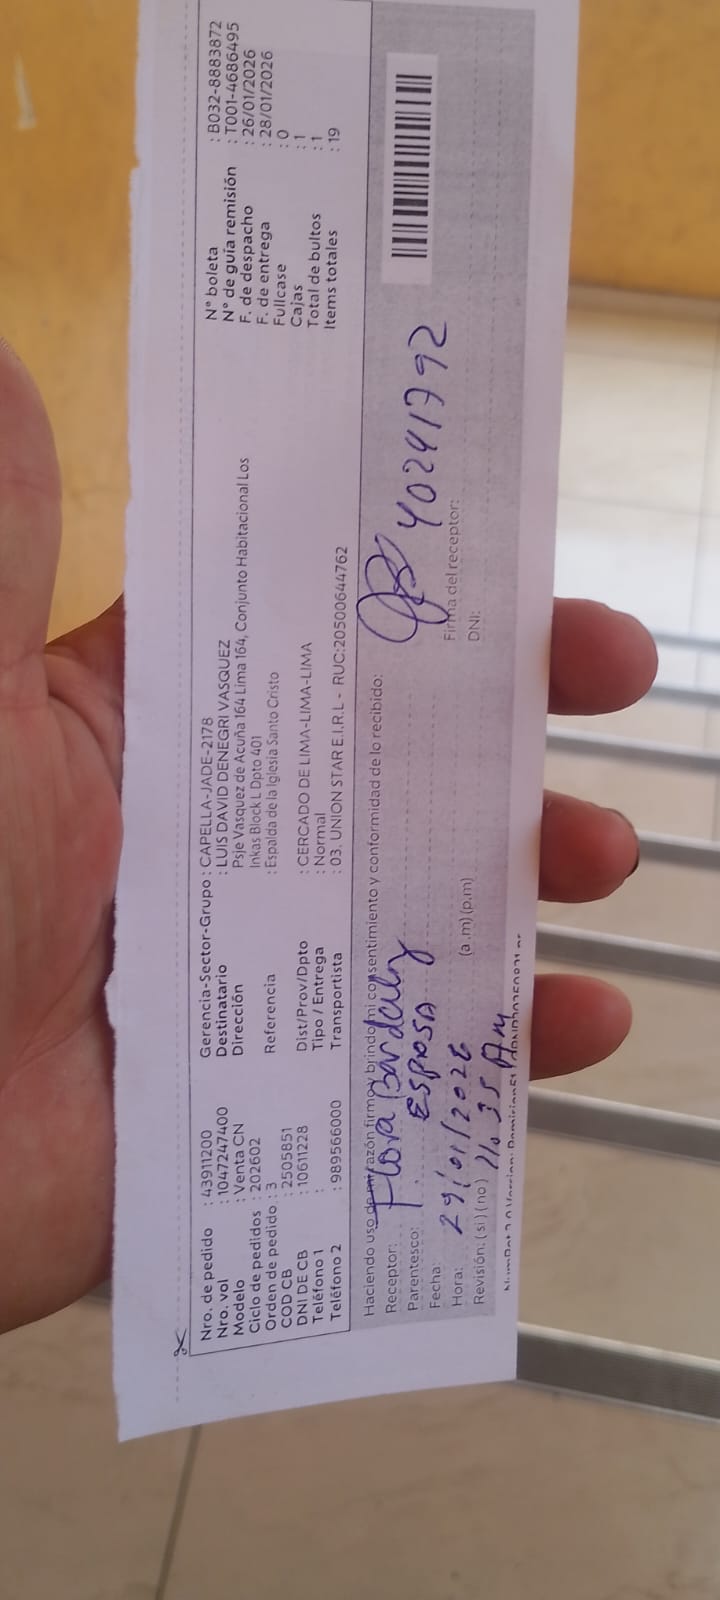 Nro. de pedido : 43911200
Nro. vol : 1047247400
Modelo : Venta CN
Ciclo de pedidos : 202602
Orden de pedido : 3
COD CB : 2505851
DNI DE CB : 10611228
Teléfono 1 :
Teléfono 2 : 989566000
Gerencia-Sector-Grupo : CAPELLA-JADE-2178
Destinatario : LUIS DAVID DENEGRI VASQUEZ
Dirección Psje Vasquez de Acuña 164 Lima 164, Conjunto Habitacional Los
Inkas Block L Dpto 401
Referencia : Espalda de la Iglesia Santo Cristo
Dist/Prov/Dpto : CERCADO DE LIMA-LIMA-LIMA
Tipo / Entrega : Normal
Transportista : 03. UNION STAR E.I.R.L - RUC:20500644762
N° boleta : B032-8883872
N° de guía remisión : T001-4686495
F. de despacho : 26/01/2026
F. de entrega : 28/01/2026
Fullcase : 0
Cajas : 1
Total de bultos : 1
Items totales : 19
Haciendo uso de mi razón firmo y brindo mi consentimiento y conformidad de lo recibido:
Receptor: Flora
Parentesco: ESPOSA
Fecha: 29/01/2026
Hora: 11:35 AM (a.m) (p.m)
Revisión: (si) (no)
40241792
Firma del receptor:
DNI: